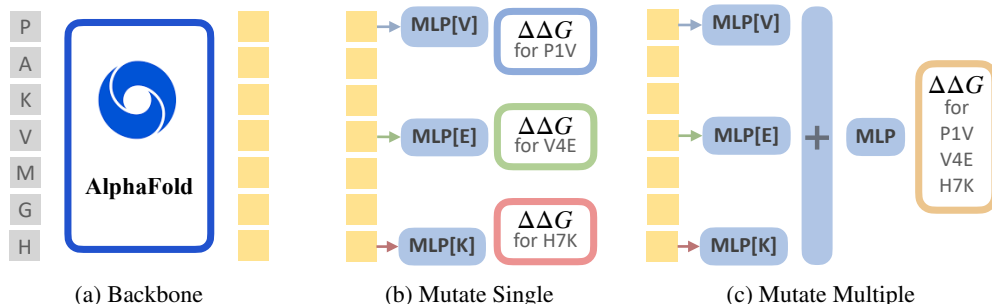 P
A
K
V
M
G
H
AlphaFold
(a) Backbone
MLP[V]
ΔΔG
for P1V
MLP[E]
ΔΔG
for V4E
MLP[K]
ΔΔG
for H7K
(b) Mutate Single
MLP[V]
MLP[E]
MLP[K]
+
MLP
ΔΔG
for
P1V
V4E
H7K
(c) Mutate Multiple